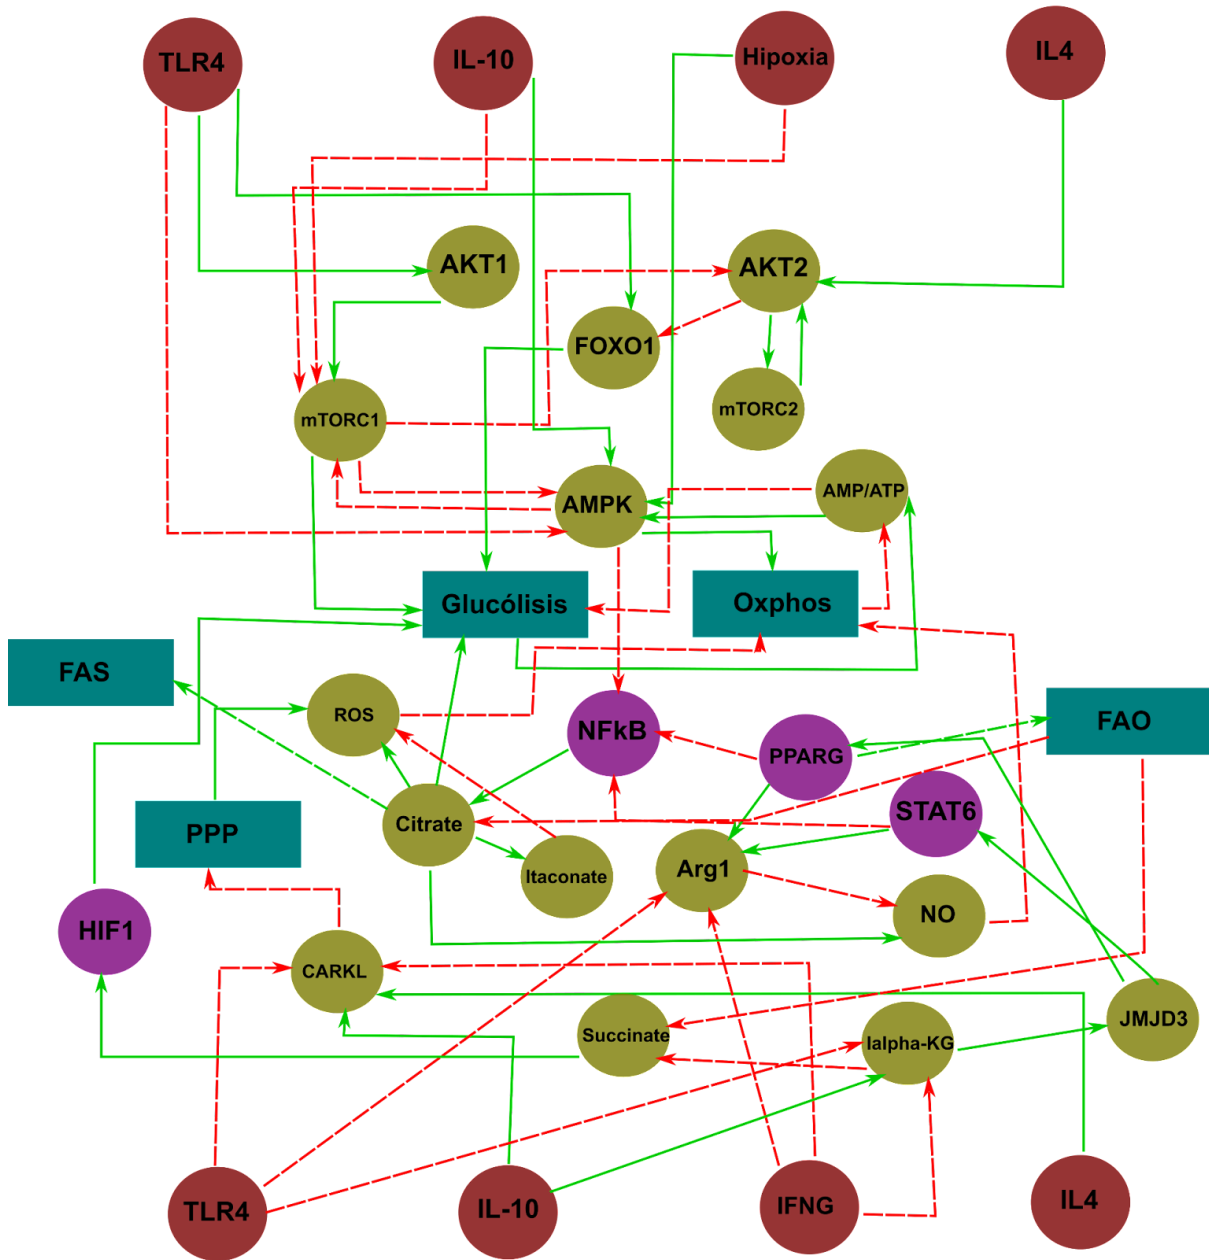 TLR4
IL-10
Hipoxia
IL4
AKT1
AKT2
FOXO1
mTORC2
mTORC1
AMPK
AMP/ATP
Glucólisis
Oxphos
FAS
ROS
NFkB
PPARG
FAO
PPP
Citrate
STAT6
Itaconate
Arg1
NO
HIF1
CARKL
Succinate
lalpha-KG
JMJD3
TLR4
IL-10
IFNG
IL4